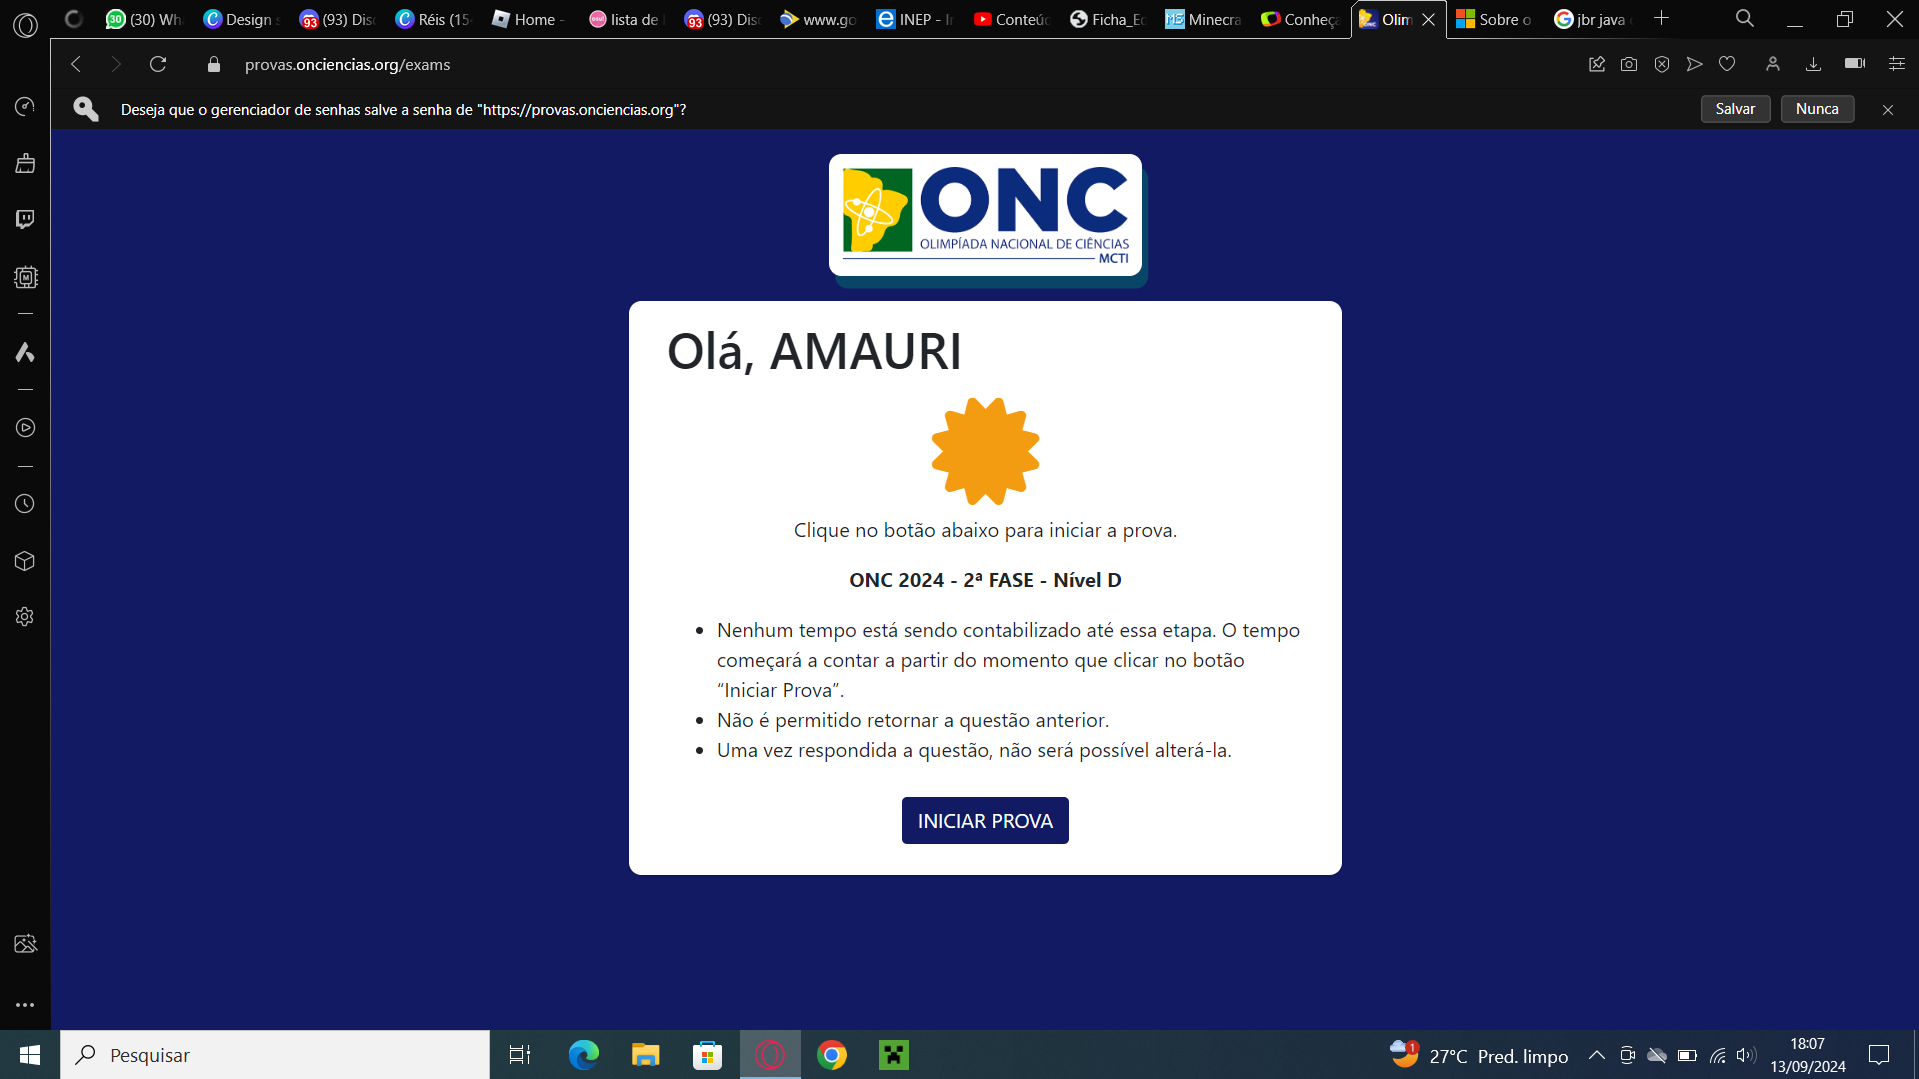 (30) Wh
Design s
(93) Disc
Réis (15
Home -
lista de
(93) Disc
www.go
INEP - I
Conteúd
Ficha_Ed
Minecra
Conheça
Olim
Sobre o
jbr java
provas.onciencias.org/exams
Deseja que o gerenciador de senhas salve a senha de "https://provas.onciencias.org"?
Salvar
Nunca
ONC
OLIMPÍADA NACIONAL DE CIÊNCIAS
MCTI
Olá, AMAURI
Clique no botão abaixo para iniciar a prova.
ONC 2024 - 2ª FASE - Nível D
• Nenhum tempo está sendo contabilizado até essa etapa. O tempo
começará a contar a partir do momento que clicar no botão
“Iniciar Prova”.
• Não é permitido retornar a questão anterior.
• Uma vez respondida a questão, não será possível alterá-la.
INICIAR PROVA
Pesquisar
1
27°C Pred. limpo
18:07
13/09/2024